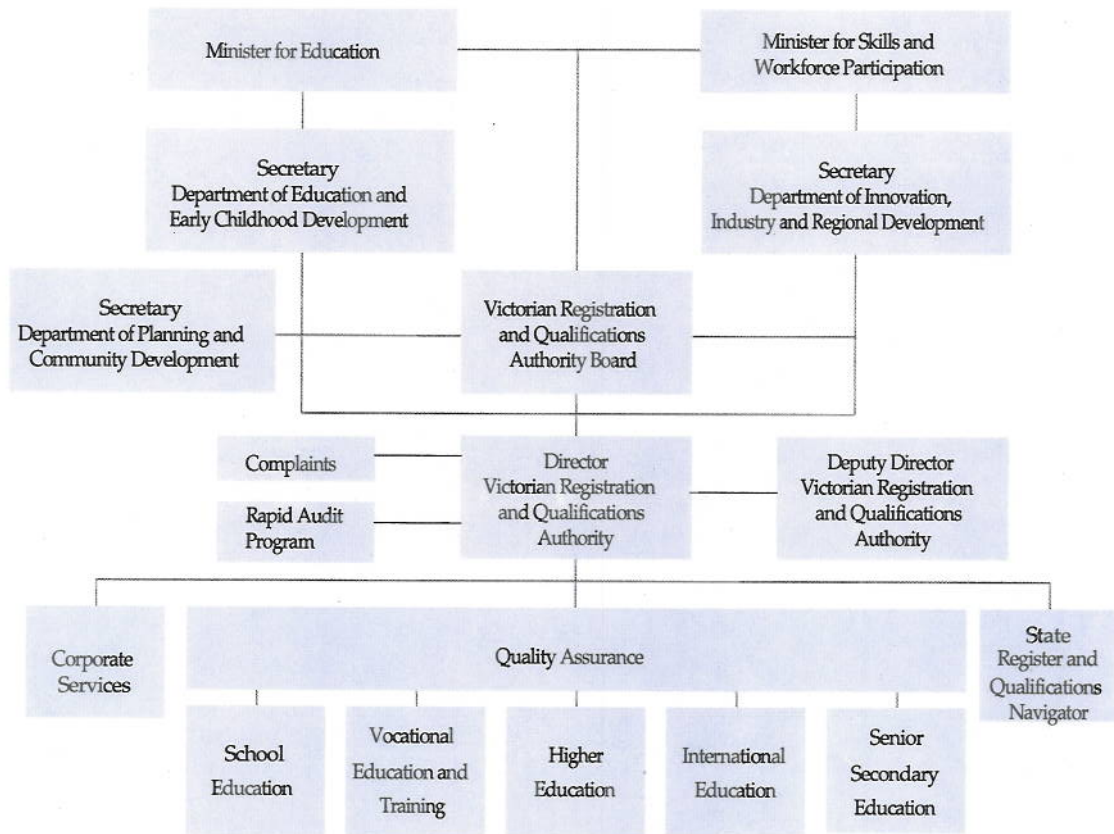 Minister for Education
Minister for Skills and
Workforce Participation
Secretary
Department of Education and
Early Childhood Development
Secretary
Department of Innovation,
Industry and Regional Development
Secretary
Department of Planning and
Community Development
Victorian Registration
and Qualifications
Authority Board
Complaints
Rapid Audit
Program
Director
Victorian Registration
and Qualifications
Authority
Deputy Director
Victorian Registration
and Qualifications
Authority
Corporate
Services
Quality Assurance
State
Register and
Qualifications
Navigator
School
Education
Vocational
Education and
Training
Higher
Education
International
Education
Senior
Secondary
Education